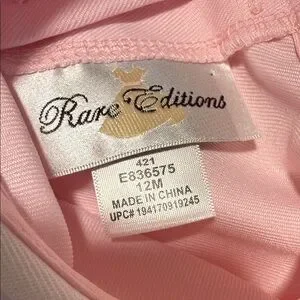 Rare Editions
421
E836575
12M
MADE IN CHINA
UPC# 194170919245